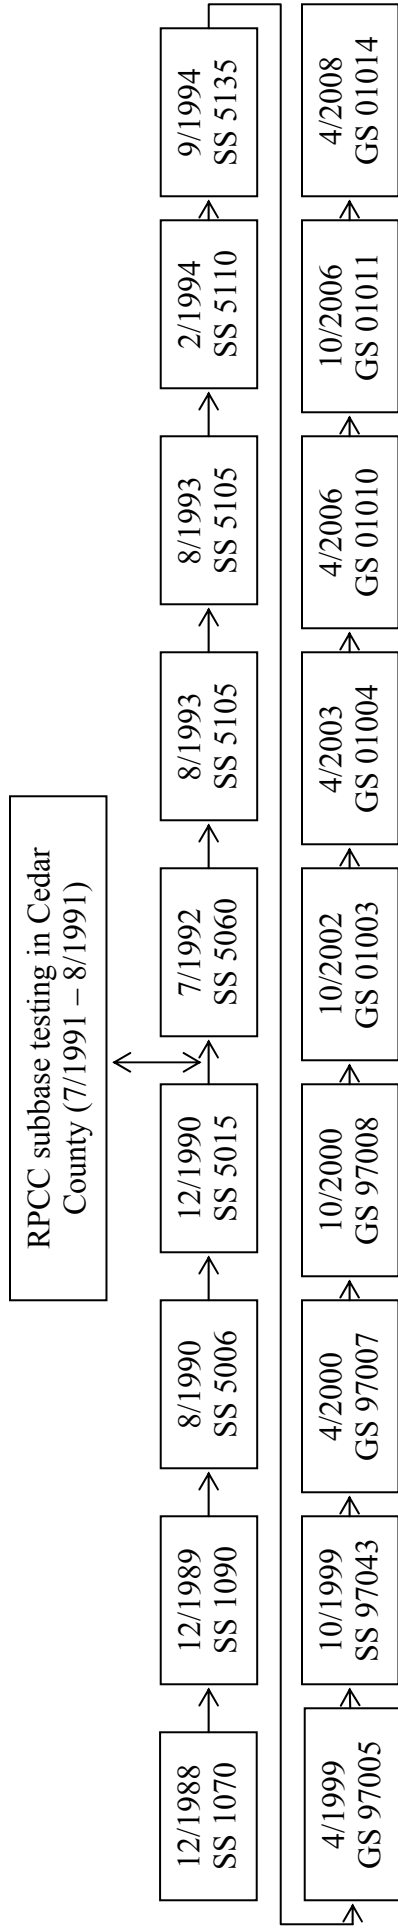 RPCC subbase testing in Cedar
County (7/1991 – 8/1991)
12/1988
SS 1070
12/1989
SS 1090
8/1990
SS 5006
12/1990
SS 5015
7/1992
SS 5060
8/1993
SS 5105
8/1993
SS 5105
2/1994
SS 5110
9/1994
SS 5135
4/1999
GS 97005
10/1999
SS 97043
4/2000
GS 97007
10/2000
GS 97008
10/2002
GS 01003
4/2003
GS 01004
4/2006
GS 01010
10/2006
GS 01011
4/2008
GS 01014